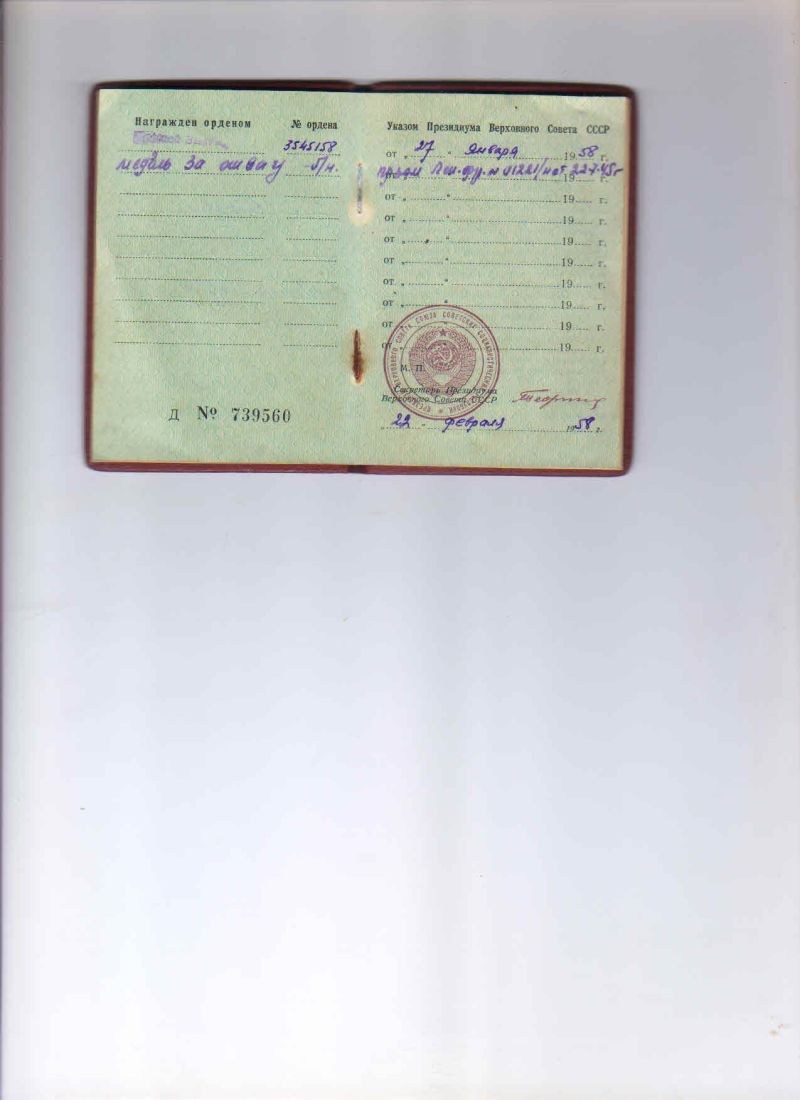 Награжден орденом № ордена
3545158
медаль За отвагу б/н.
Д № 739560
Указом Президиума Верховного Совета СССР
от „ 27 " января 1958 г.
19 г.
от „ " 19 г.
от „ " 19 г.
от „ " 19 г.
от „ " 19 г.
от „ " 19 г.
от „ " 19 г.
от „ " 19 г.
от „ " 19 г.
М. П.
Секретарь Президиума
Верховного Совета СССР
„ 22 " февраля 1958 г.